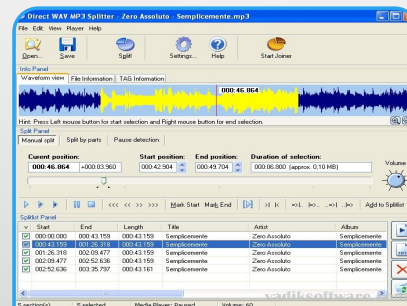 Direct WAV MP3 Splitter - Zero Assoluto - Semplicemente.mp3
File Edit View Player Help
Open... Save Split! Settings... Help Start Joiner
Info Panel
Waveform view File Information TAG Information
000:46.864
Hint: Press Left mouse button for start selection and Right mouse button for end selection.
Split Panel
Manual split Split by parts Pause detection
Curent position: Start position: End position: Duration of selection:
000:46.864 +000:03.960 000:42.904 000:49.704 000:06.800 (approx. 0,10 MB) Volume
Mark Start Mark End Add to Splitlist
Splitlist Panel
v Start End Length Title Artist Album
000:00.000 000:43.159 000:43.159 Semplicemente Zero Assoluto Semplicemente
000:43.159 001:26.318 000:43.159 Semplicemente Zero Assoluto Semplicemente
001:26.318 002:09.477 000:43.159 Semplicemente Zero Assoluto Semplicemente
002:09.477 002:52.636 000:43.159 Semplicemente Zero Assoluto Semplicemente
002:52.636 003:35.797 000:43.161 Semplicemente Zero Assoluto Semplicemente
vadiksoftware
5 section(s) 5 selected Media Player: Paused Volume: 60